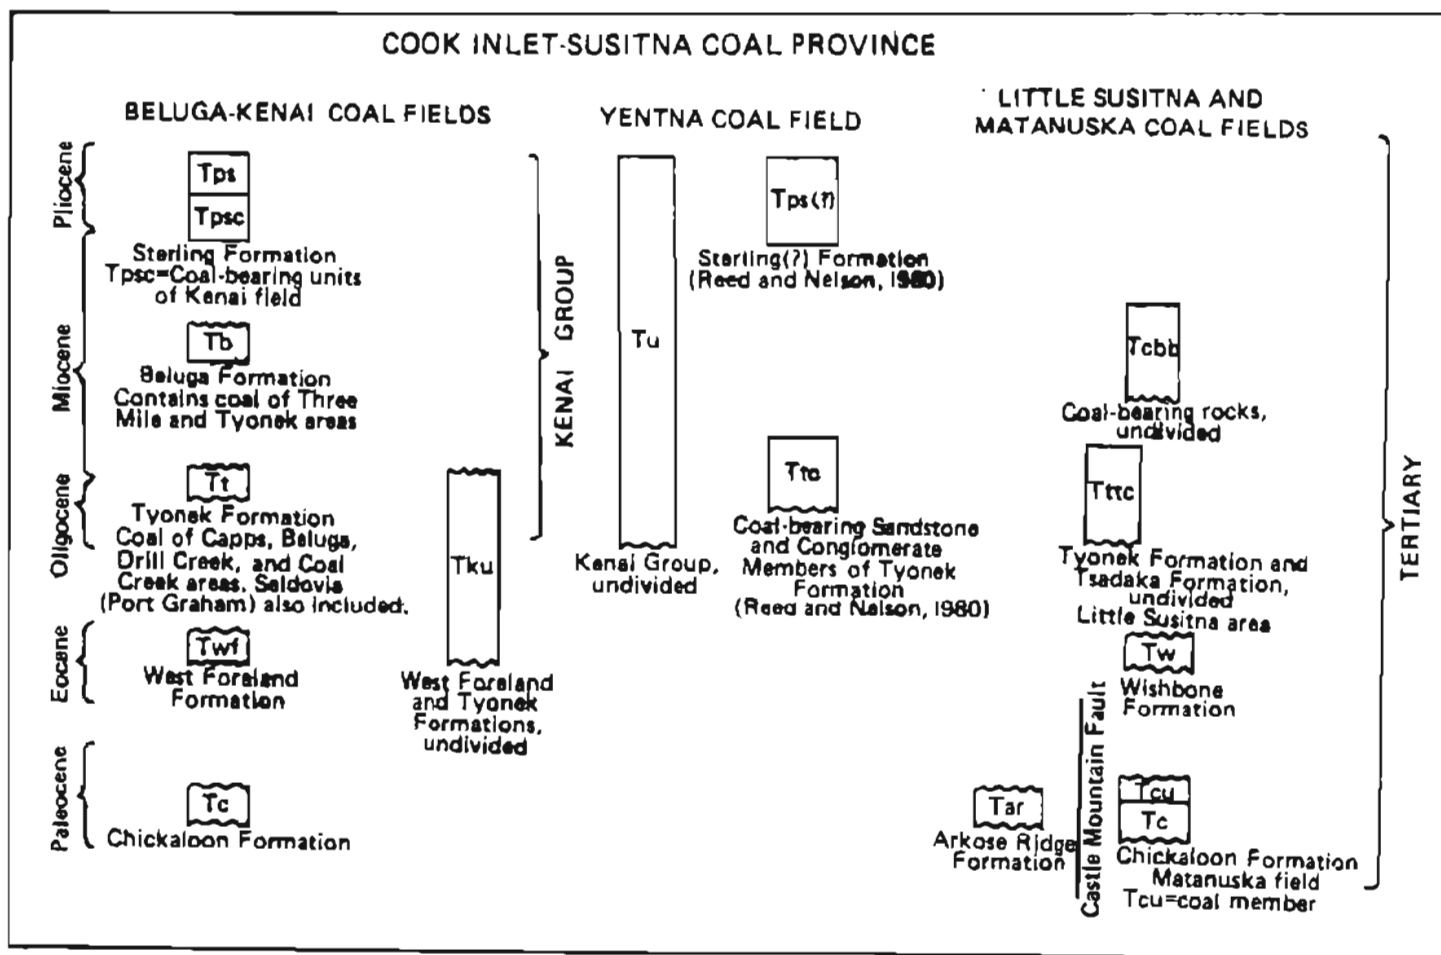 COOK INLET-SUSITNA COAL PROVINCE
BELUGA-KENAI COAL FIELDS
Pliocene
Miocene
Oligocene
Eocene
Paleocene
Tps
Tpsc
Sterling Formation
Tpsc=Coal-bearing units
of Kenai field
Tb
Beluga Formation
Contains coal of Three
Mile and Tyonek areas
Tt
Tyonek Formation
Coal of Capps, Beluga,
Drill Creek, and Coal
Creek areas, Seldovia
(Port Graham) also included.
Twf
West Foreland
Formation
Tc
Chickaloon Formation
Tku
West Foreland
and Tyonek
Formations,
undivided
KENAI GROUP
YENTNA COAL FIELD
Tu
Kenai Group,
undivided
Tps(?)
Sterling(?) Formation
(Reed and Nelson, 1980)
Ttc
Coal-bearing Sandstone
and Conglomerate
Members of Tyonek
Formation
(Reed and Nelson, 1980)
LITTLE SUSITNA AND
MATANUSKA COAL FIELDS
Tcbb
Coal-bearing rocks,
undivided
Tttc
Tyonek Formation and
Tsadaka Formation,
undivided
Little Susitna area
Tw
Wishbone
Formation
Tar
Arkose Ridge
Formation
Castle Mountain Fault
Tcu
Tc
Chickaloon Formation
Matanuska field
Tcu=coal member
TERTIARY